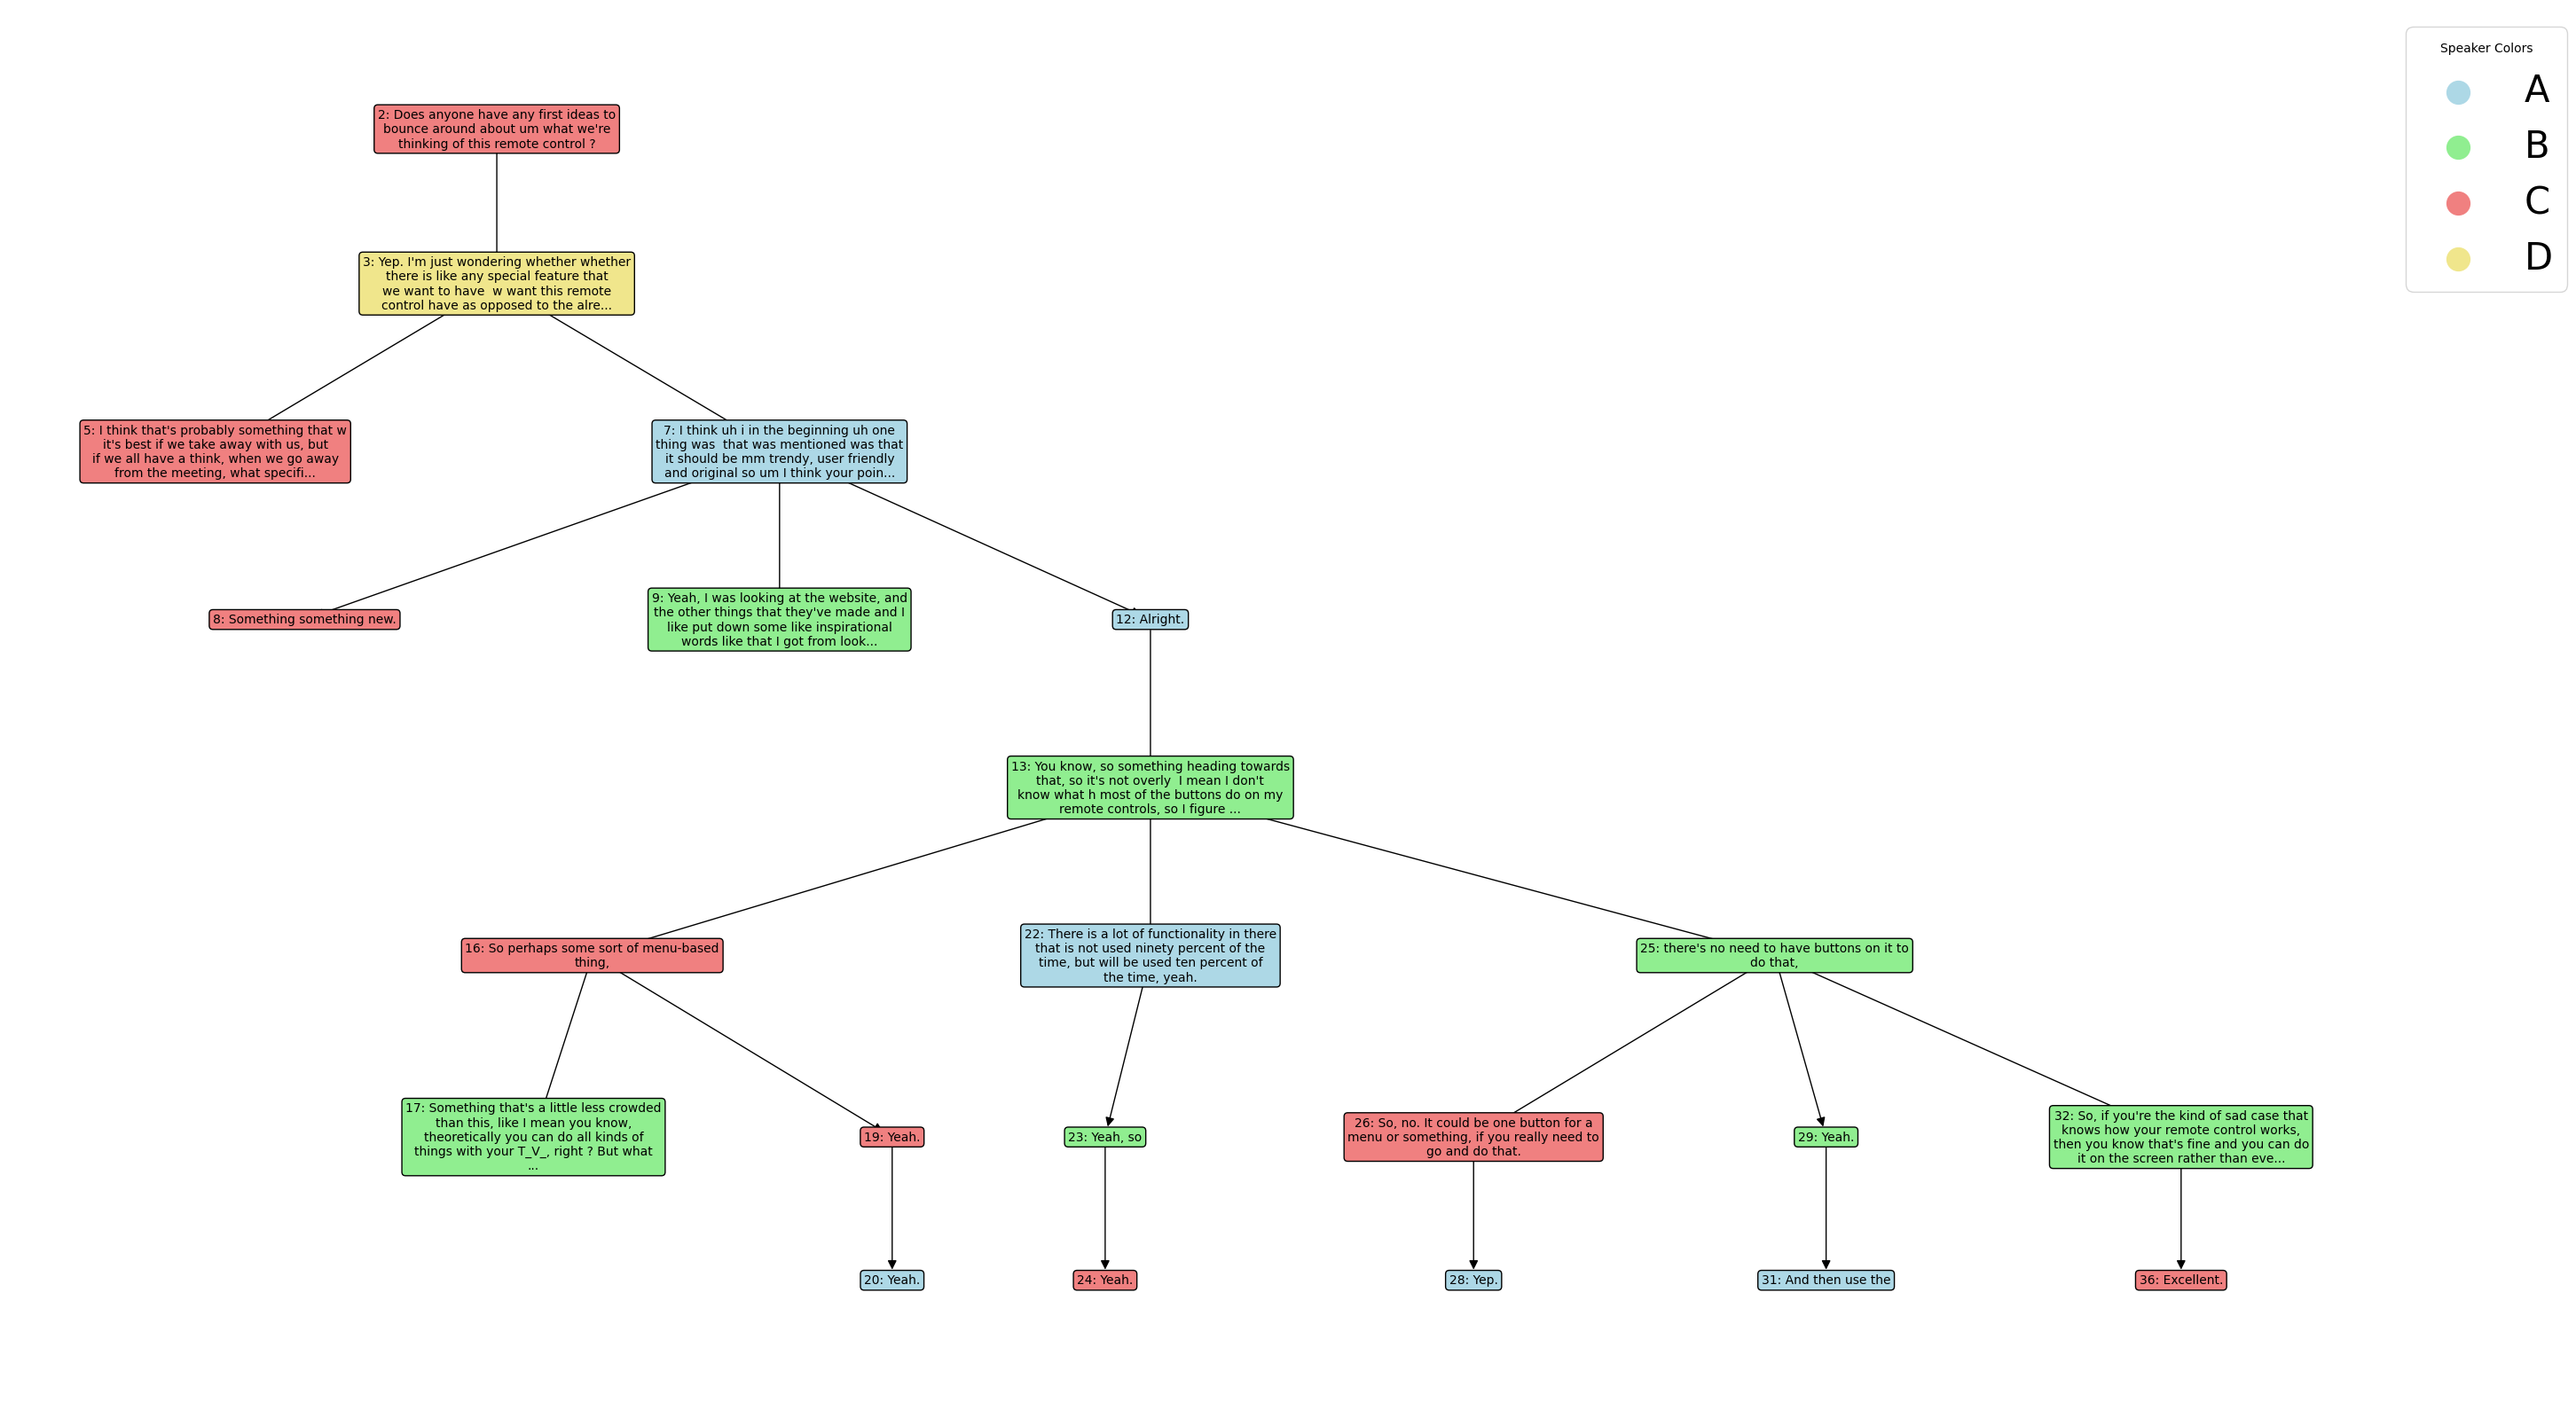 Speaker Colors
A
B
C
D
2: Does anyone have any first ideas to
bounce around about um what we're
thinking of this remote control ?
3: Yep. I'm just wondering whether whether
there is like any special feature that
we want to have  w want this remote
control have as opposed to the alre...
5: I think that's probably something that w
it's best if we take away with us, but
if we all have a think, when we go away
from the meeting, what specifi...
7: I think uh i in the beginning uh one
thing was  that was mentioned was that
it should be mm trendy, user friendly
and original so um I think your poin...
8: Something something new.
9: Yeah, I was looking at the website, and
the other things that they've made and I
like put down some like inspirational
words like that I got from look...
12: Alright.
13: You know, so something heading towards
that, so it's not overly  I mean I don't
know what h most of the buttons do on my
remote controls, so I figure ...
16: So perhaps some sort of menu-based
thing,
22: There is a lot of functionality in there
that is not used ninety percent of the
time, but will be used ten percent of
the time, yeah.
25: there's no need to have buttons on it to
do that,
17: Something that's a little less crowded
than this, like I mean you know,
theoretically you can do all kinds of
things with your T_V_, right ? But what
...
19: Yeah.
23: Yeah, so
26: So, no. It could be one button for a
menu or something, if you really need to
go and do that.
29: Yeah.
32: So, if you're the kind of sad case that
knows how your remote control works,
then you know that's fine and you can do
it on the screen rather than eve...
20: Yeah.
24: Yeah.
28: Yep.
31: And then use the
36: Excellent.